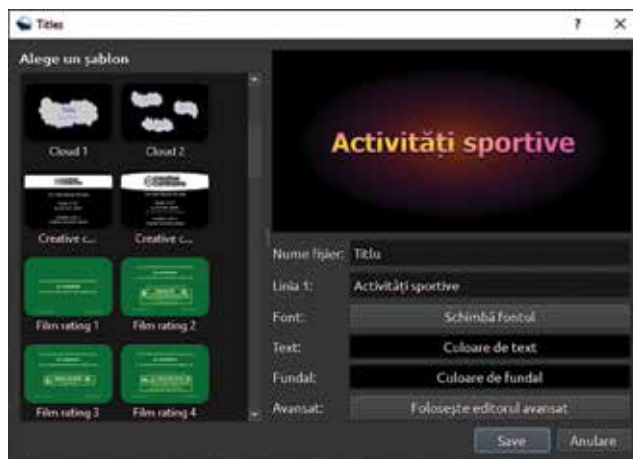 Titles
Alege un șablon
Cloud 1
Cloud 2
Creative c...
Creative c...
Film rating 1
Film rating 2
Film rating 3
Film rating 4
Activități sportive
Nume fișier: Titlu
Linia 1: Activități sportive
Font: Schimbă fontul
Text: Culoare de text
Fundal: Culoare de fundal
Avansat: Folosește editorul avansat
Save
Anulare